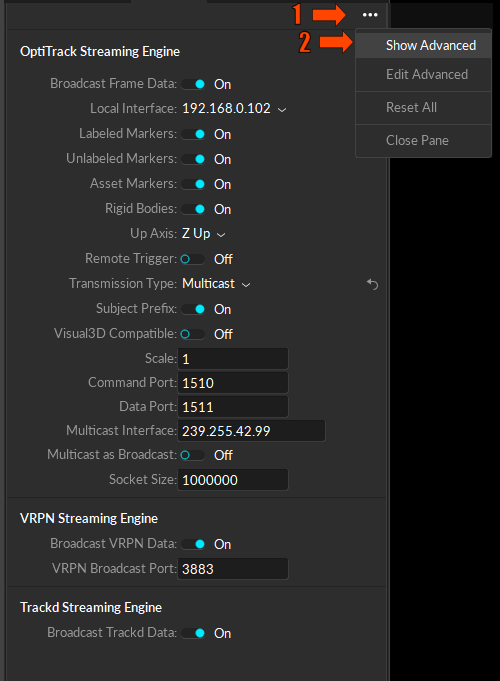 1 •••
2 Show Advanced
Edit Advanced
Reset All
Close Pane
OptiTrack Streaming Engine
Broadcast Frame Data: On
Local Interface: 192.168.0.102
Labeled Markers: On
Unlabeled Markers: On
Asset Markers: On
Rigid Bodies: On
Up Axis: Z Up
Remote Trigger: Off
Transmission Type: Multicast
Subject Prefix: On
Visual3D Compatible: Off
Scale: 1
Command Port: 1510
Data Port: 1511
Multicast Interface: 239.255.42.99
Multicast as Broadcast: Off
Socket Size: 1000000
VRPN Streaming Engine
Broadcast VRPN Data: On
VRPN Broadcast Port: 3883
Trackd Streaming Engine
Broadcast Trackd Data: On